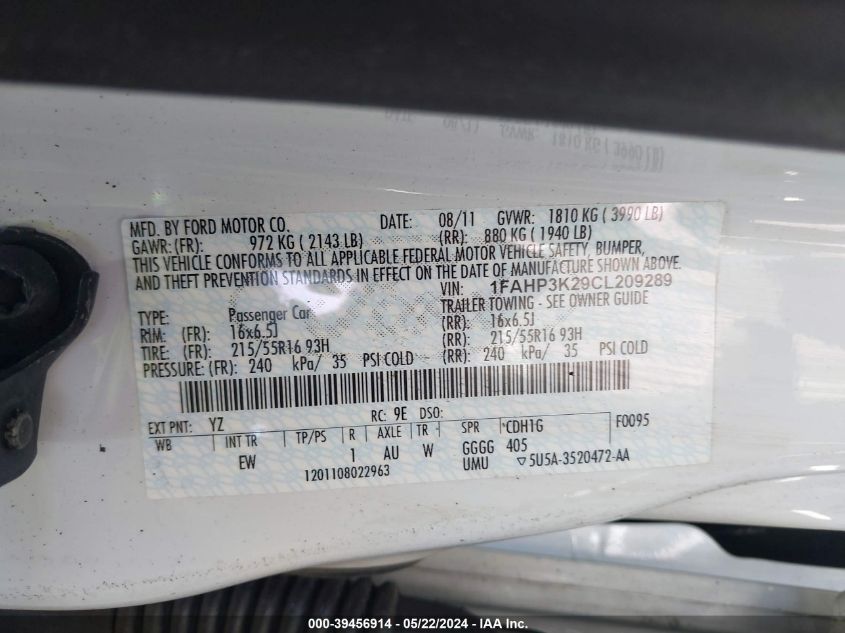 MFD. BY FORD MOTOR CO. DATE: 08/11 GVWR: 1810 KG ( 3990 LB)
GAWR: (FR): 972 KG ( 2143 LB) (RR): 880 KG ( 1940 LB)
THIS VEHICLE CONFORMS TO ALL APPLICABLE FEDERAL MOTOR VEHICLE SAFETY, BUMPER,
AND THEFT PREVENTION STANDARDS IN EFFECT ON THE DATE OF MANUFACTURE SHOWN ABOVE.
VIN: 1FAHP3K29CL209289
TYPE: Passenger Car TRAILER TOWING - SEE OWNER GUIDE
RIM: (FR): 16x6.5J (RR): 16x6.5J
TIRE: (FR): 215/55R16 93H (RR): 215/55R16 93H
PRESSURE: (FR): 240 kPa/ 35 PSI COLD (RR): 240 kPa/ 35 PSI COLD
EXT PNT: YZ RC: 9E DSO: F0095
WB INT TR TP/PS R AXLE TR SPR *CDH1G
EW 1 AU W GGGG 405
1201108022963 UMU ▽5U5A-3520472-AA
000-39456914 - 05/22/2024 - IAA Inc.